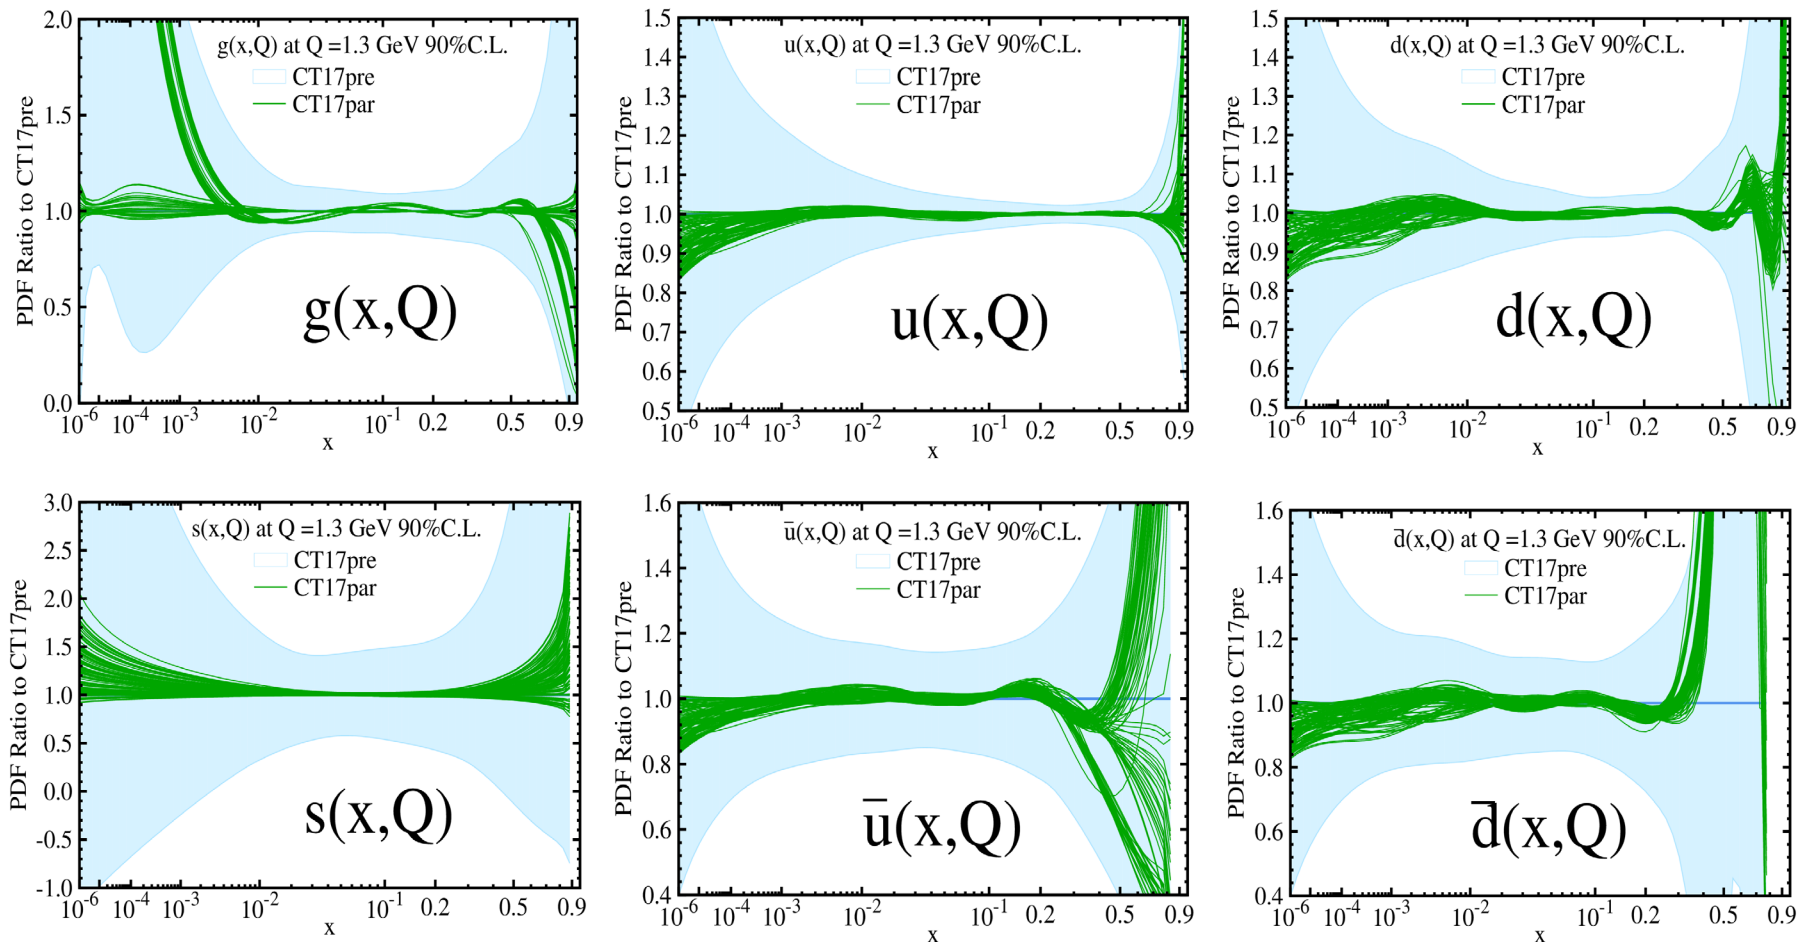 g(x,Q) at Q =1.3 GeV 90%C.L.
CT17pre
CT17par
PDF Ratio to CT17pre
2.0
1.5
1.0
0.5
0.0
g(x,Q)
10-6 10-4 10-3 10-2 10-1 0.2 0.5 0.9
x
u(x,Q) at Q =1.3 GeV 90%C.L.
CT17pre
CT17par
PDF Ratio to CT17pre
1.5
1.4
1.3
1.2
1.1
1.0
0.9
0.8
0.7
0.6
0.5
u(x,Q)
10-6 10-4 10-3 10-2 10-1 0.2 0.5 0.9
x
d(x,Q) at Q =1.3 GeV 90%C.L.
CT17pre
CT17par
PDF Ratio to CT17pre
1.5
1.4
1.3
1.2
1.1
1.0
0.9
0.8
0.7
0.6
0.5
d(x,Q)
10-6 10-4 10-3 10-2 10-1 0.2 0.5 0.9
x
s(x,Q) at Q =1.3 GeV 90%C.L.
CT17pre
CT17par
PDF Ratio to CT17pre
3.0
2.5
2.0
1.5
1.0
0.5
0.0
-0.5
-1.0
s(x,Q)
10-6 10-4 10-3 10-2 10-1 0.2 0.5 0.9
x
ū(x,Q) at Q =1.3 GeV 90%C.L.
CT17pre
CT17par
PDF Ratio to CT17pre
1.6
1.4
1.2
1.0
0.8
0.6
0.4
ū(x,Q)
10-6 10-4 10-3 10-2 10-1 0.2 0.5 0.9
x
d̄(x,Q) at Q =1.3 GeV 90%C.L.
CT17pre
CT17par
PDF Ratio to CT17pre
1.6
1.4
1.2
1.0
0.8
0.6
0.4
d̄(x,Q)
10-6 10-4 10-3 10-2 10-1 0.2 0.5 0.9
x